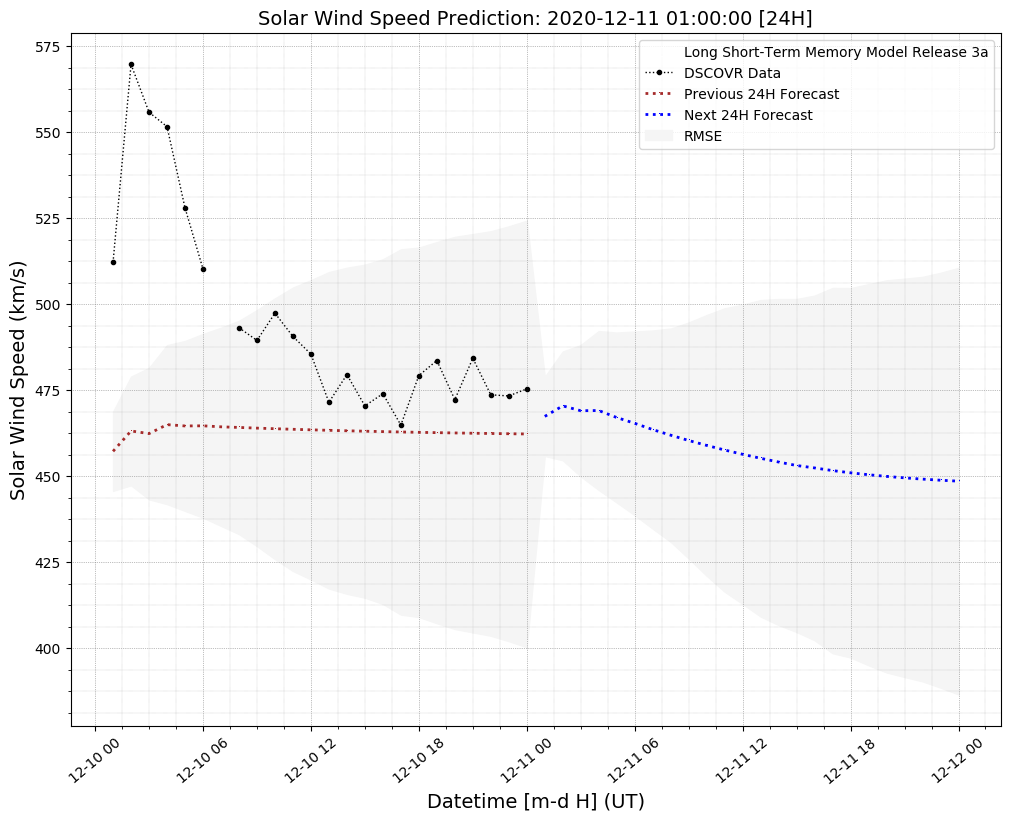 Solar Wind Speed Prediction: 2020-12-11 01:00:00 [24H]
Long Short-Term Memory Model Release 3a
DSCOVR Data
Previous 24H Forecast
Next 24H Forecast
RMSE
Solar Wind Speed (km/s)
575
550
525
500
475
450
425
400
12-10 00
12-10 06
12-10 12
12-10 18
12-11 00
12-11 06
12-11 12
12-11 18
12-12 00
Datetime [m-d H] (UT)